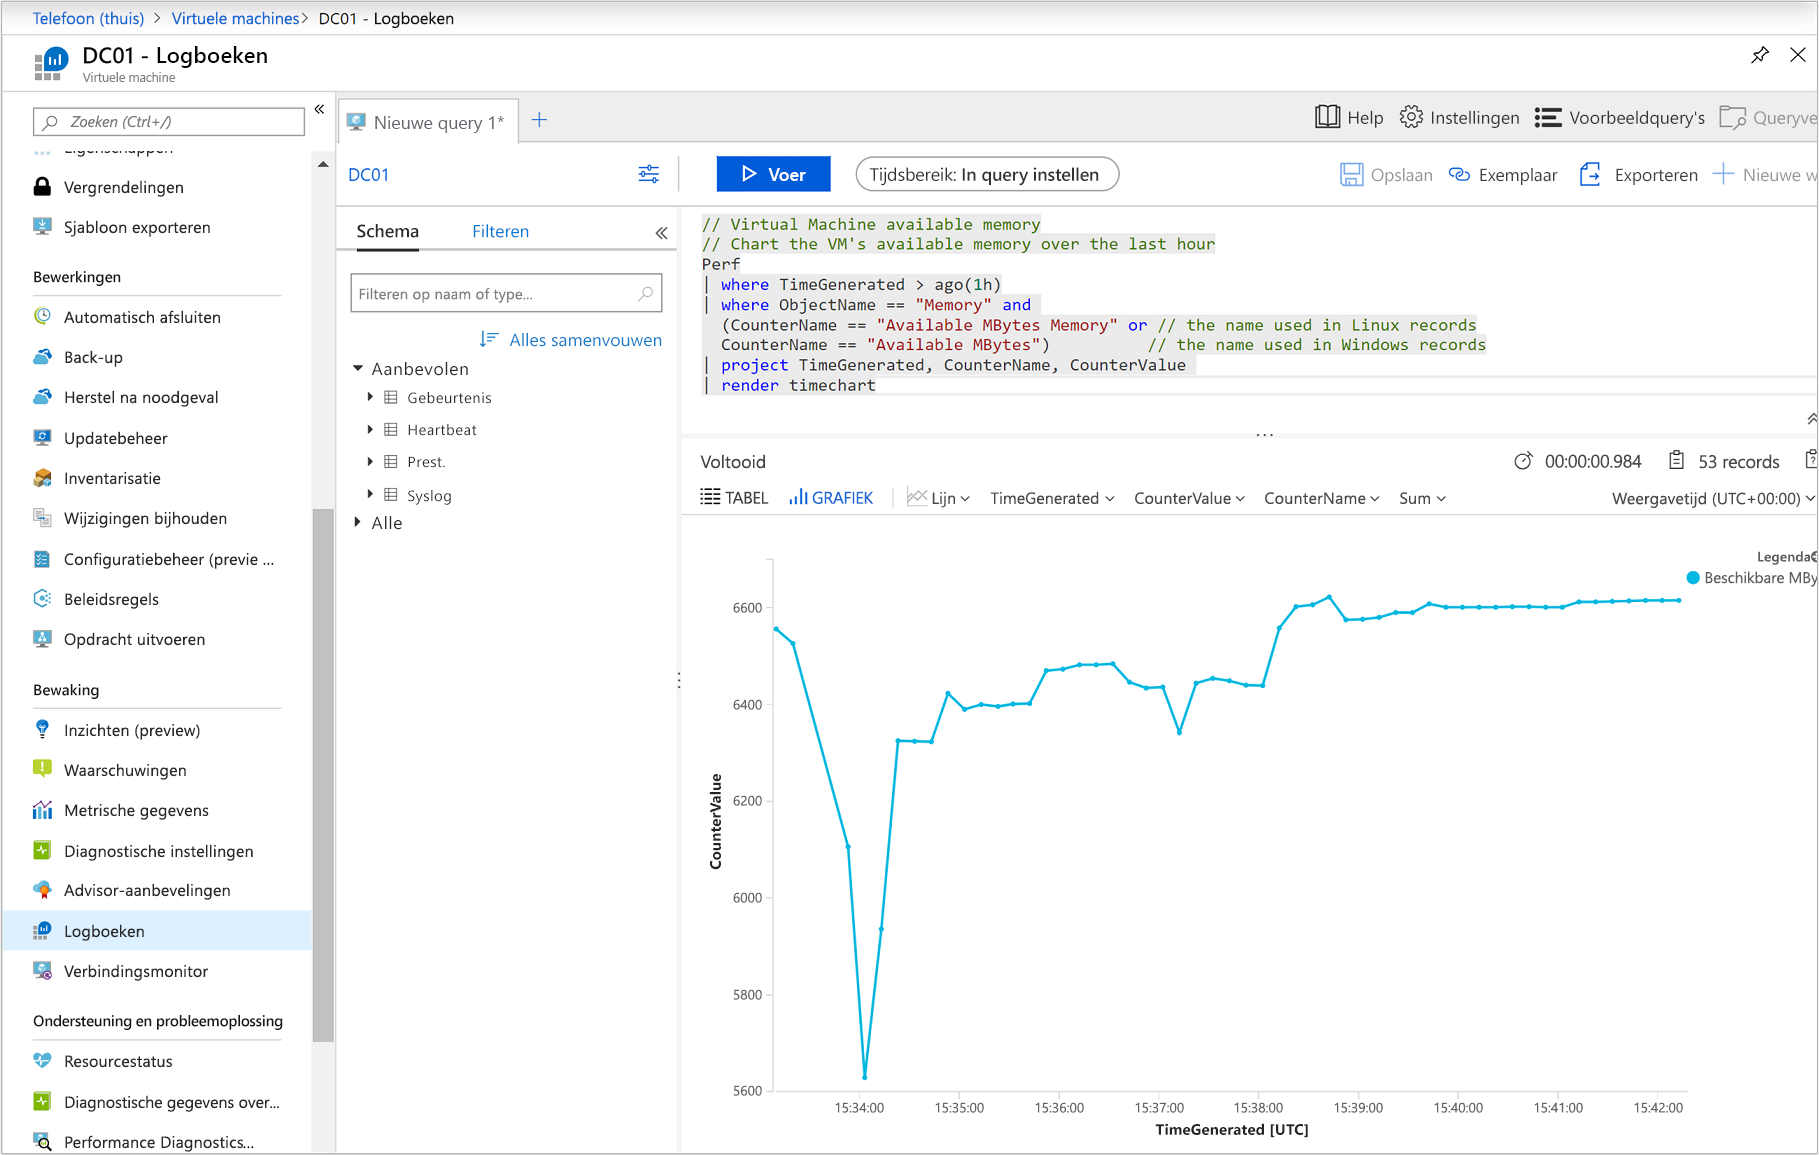 Telefoon (thuis) > Virtuele machines > DC01 - Logboeken
DC01 - Logboeken
Virtuele machine
Zoeken (Ctrl+/)
Eigenschappen
Vergrendelingen
Sjabloon exporteren
Bewerkingen
Automatisch afsluiten
Back-up
Herstel na noodgeval
Updatebeheer
Inventarisatie
Wijzigingen bijhouden
Configuratiebeheer (previe ...
Beleidsregels
Opdracht uitvoeren
Bewaking
Inzichten (preview)
Waarschuwingen
Metrische gegevens
Diagnostische instellingen
Advisor-aanbevelingen
Logboeken
Verbindingsmonitor
Ondersteuning en probleemoplossing
Resourcestatus
Diagnostische gegevens over...
Performance Diagnostics...
Nieuwe query 1*
Help Instellingen Voorbeeldquery's Queryve
DC01
Voer
Tijdsbereik: In query instellen
Opslaan Exemplaar Exporteren Nieuwe w
Schema Filteren
Filteren op naam of type...
Alles samenvouwen
Aanbevolen
Gebeurtenis
Heartbeat
Prest.
Syslog
Alle
// Virtual Machine available memory
// Chart the VM's available memory over the last hour
Perf
| where TimeGenerated > ago(1h)
| where ObjectName == "Memory" and
(CounterName == "Available MBytes Memory" or // the name used in Linux records
CounterName == "Available MBytes") // the name used in Windows records
| project TimeGenerated, CounterName, CounterValue
| render timechart
...
Voltooid
00:00:00.984 53 records
TABEL GRAFIEK Lijn TimeGenerated CounterValue CounterName Sum Weergavetijd (UTC+00:00)
Legenda
Beschikbare MBy
CounterValue
6600
6400
6200
6000
5800
5600
15:34:00 15:35:00 15:36:00 15:37:00 15:38:00 15:39:00 15:40:00 15:41:00 15:42:00
TimeGenerated [UTC]